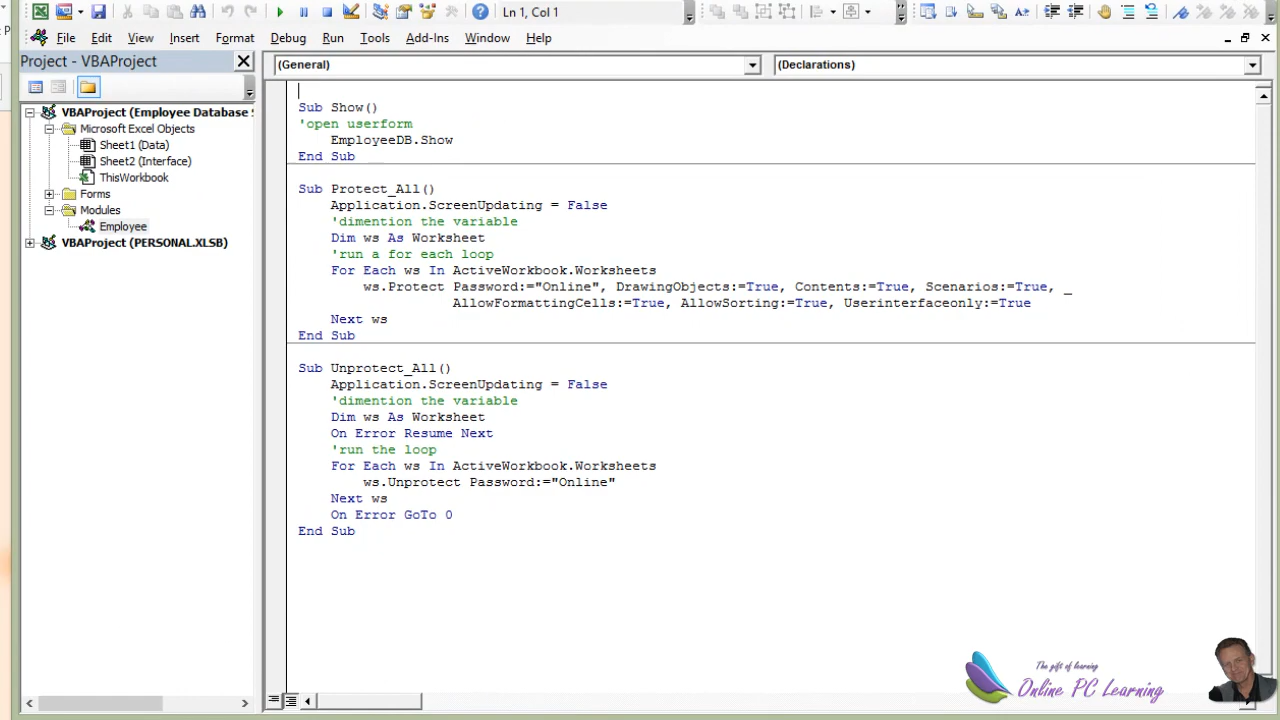 Ln 1, Col 1
File Edit View Insert Format Debug Run Tools Add-Ins Window Help
Project - VBAProject
(General)
(Declarations)
VBAProject (Employee Database
Microsoft Excel Objects
Sheet1 (Data)
Sheet2 (Interface)
ThisWorkbook
Forms
Modules
Employee
VBAProject (PERSONAL.XLSB)
Sub Show()
'open userform
EmployeeDB.Show
End Sub
Sub Protect_All()
Application.ScreenUpdating = False
'dimention the variable
Dim ws As Worksheet
'run a for each loop
For Each ws In ActiveWorkbook.Worksheets
ws.Protect Password:="Online", DrawingObjects:=True, Contents:=True, Scenarios:=True, _
AllowFormattingCells:=True, AllowSorting:=True, Userinterfaceonly:=True
Next ws
End Sub
Sub Unprotect_All()
Application.ScreenUpdating = False
'dimention the variable
Dim ws As Worksheet
On Error Resume Next
'run the loop
For Each ws In ActiveWorkbook.Worksheets
ws.Unprotect Password:="Online"
Next ws
On Error GoTo 0
End Sub
The gift of learning
Online PC Learning